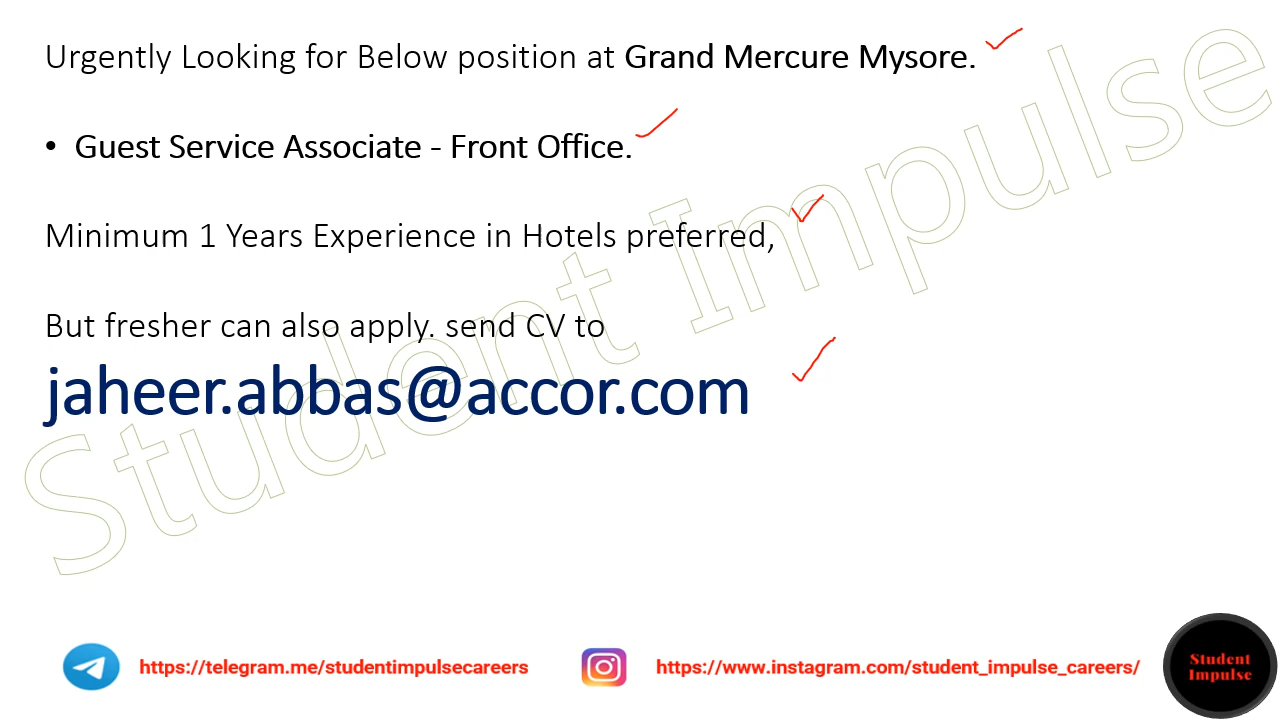 Urgently Looking for Below position at Grand Mercure Mysore.
• Guest Service Associate - Front Office.
Minimum 1 Years Experience in Hotels preferred,
But fresher can also apply. send CV to
jaheer.abbas@accor.com
Student Impulse
https://telegram.me/studentimpulsecareers
https://www.instagram.com/student_impulse_careers/
Student
Impulse